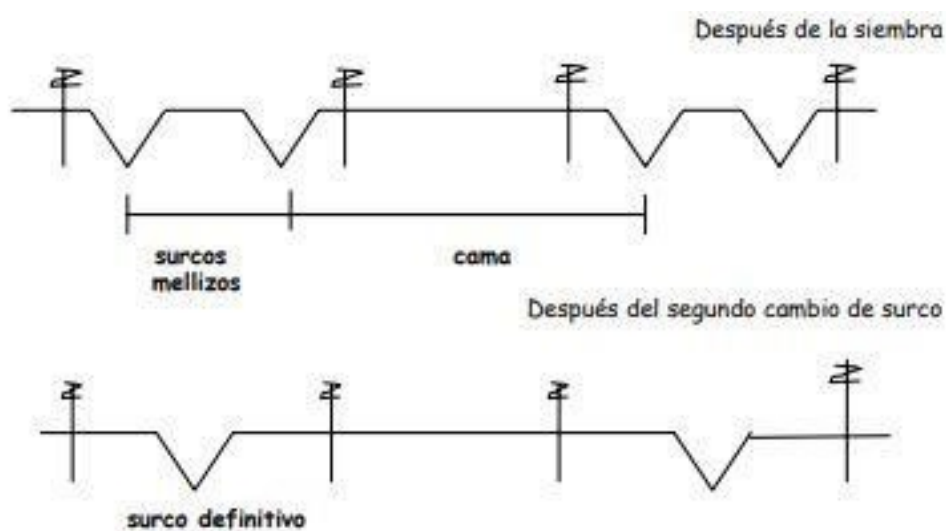 Después de la siembra
surcos
mellizos
cama
Después del segundo cambio de surco
surco definitivo